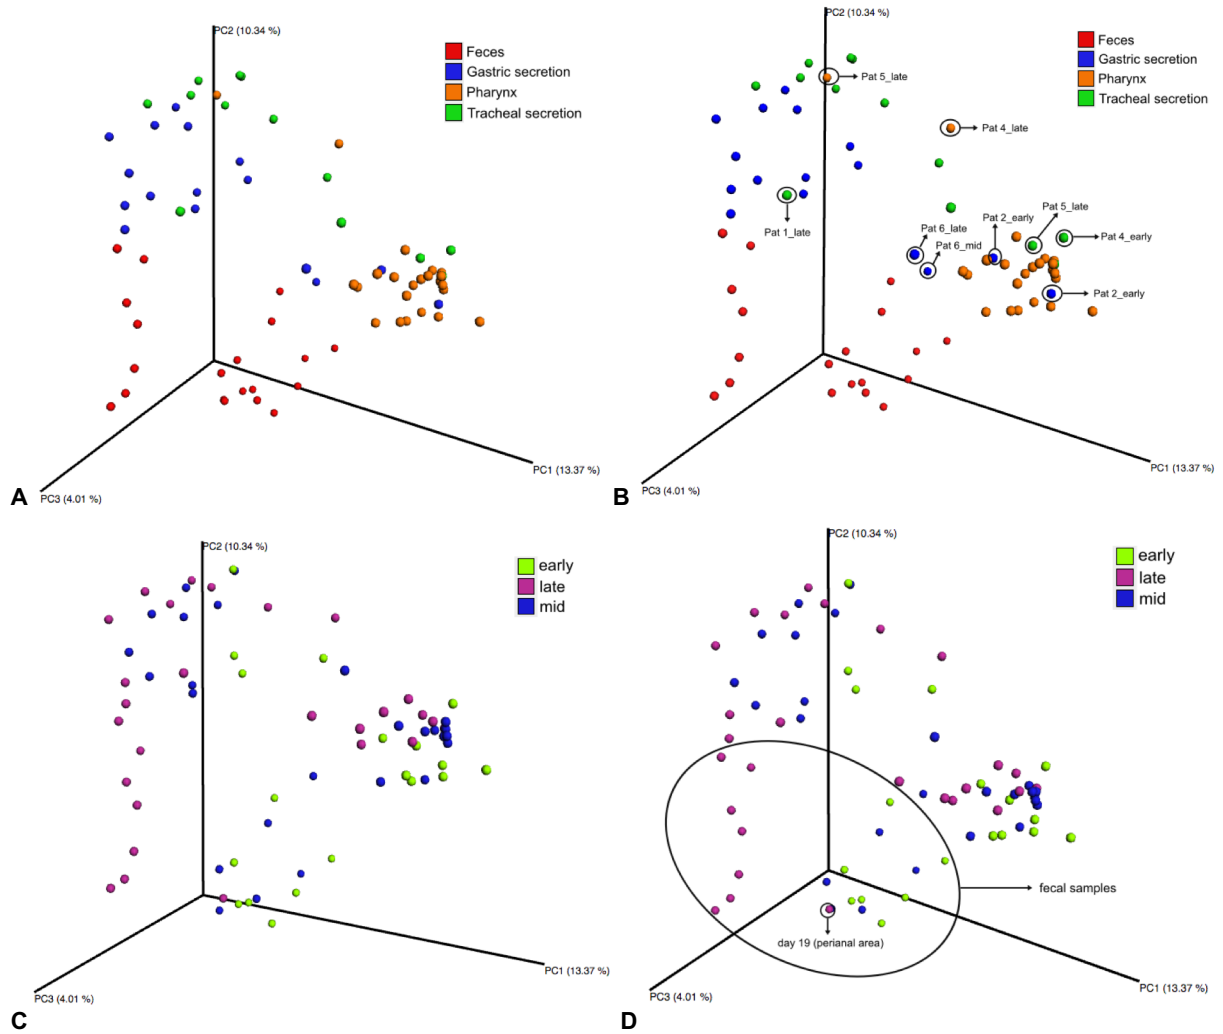 PC2 (10.34 %)
Feces
Gastric secretion
Pharynx
Tracheal secretion
PC1 (13.37 %)
PC3 (4.01 %)
A
PC2 (10.34 %)
Feces
Gastric secretion
Pharynx
Tracheal secretion
Pat 5_late
Pat 4_late
Pat 1_late
Pat 6_late
Pat 2_early
Pat 5_late
Pat 4_early
Pat 6_mid
Pat 2_early
PC1 (13.37 %)
PC3 (4.01 %)
B
PC2 (10.34 %)
early
late
mid
PC1 (13.37 %)
PC3 (4.01 %)
C
PC2 (10.34 %)
early
late
mid
fecal samples
day 19 (perianal area)
PC1 (13.37 %)
PC3 (4.01 %)
D